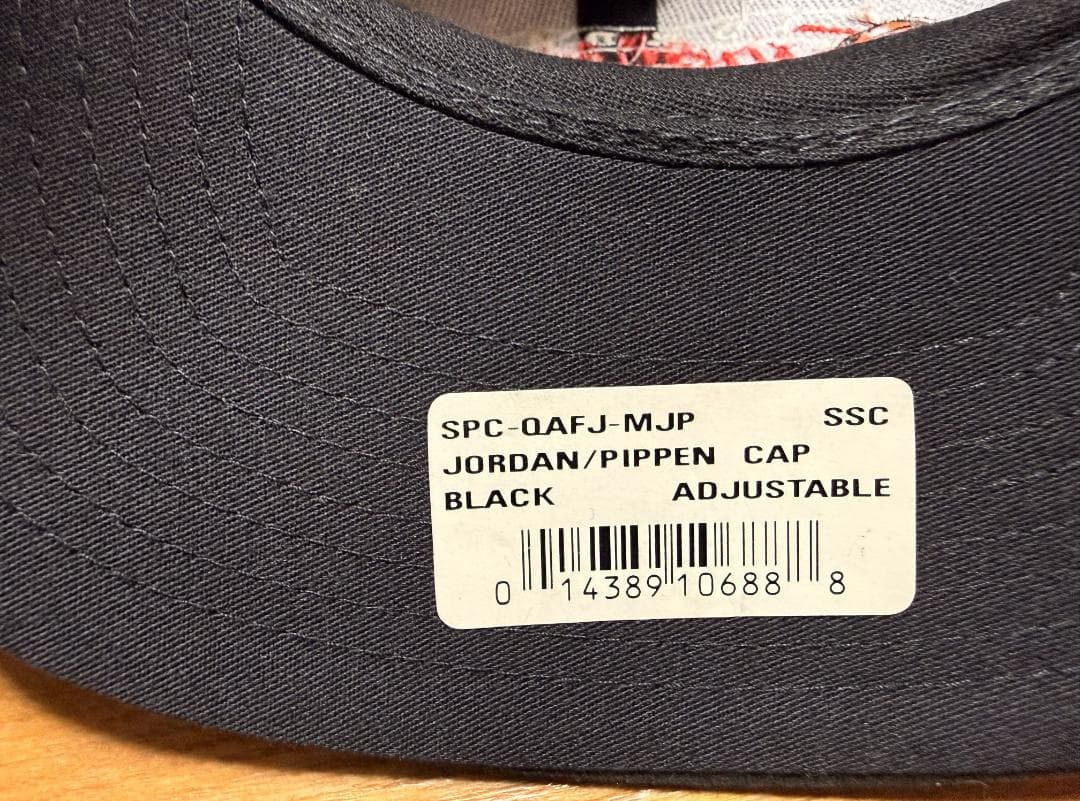 SPC-QAFJ-MJP SSC
JORDAN/PIPPEN CAP
BLACK ADJUSTABLE
0 14389 10688 8